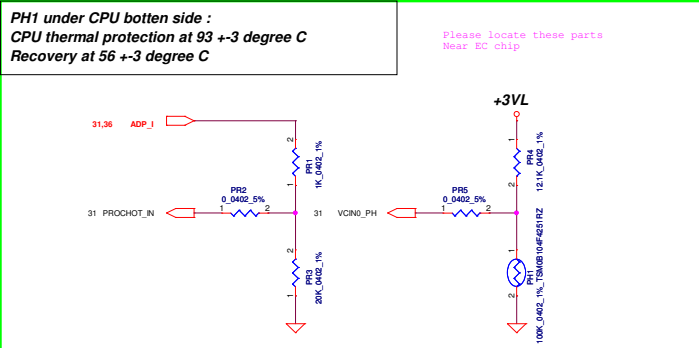 PH1 under CPU botten side :
CPU thermal protection at 93 +-3 degree C
Recovery at 56 +-3 degree C
Please locate these parts
Near EC chip
+3VL
31,36 ADP_I
2
PR1
1K_0402_1%
1
1
PR4
12.1K_0402_1%
2
PR2
0_0402_5%
31 PROCHOT_IN
1 2
PR5
0_0402_5%
31 VCIN0_PH
1 2
2
PR3
20K_0402_1%
1
1
PH1
100K_0402_1%_TSM0B104F4251RZ
2